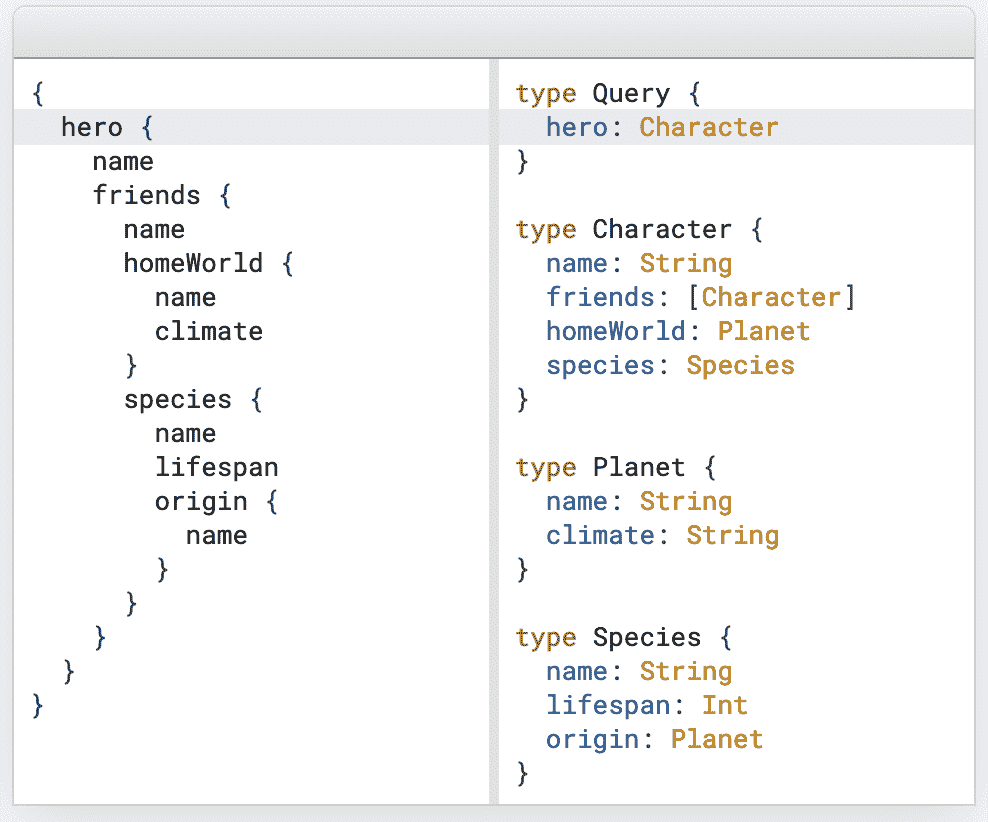 {
  hero {
    name
    friends {
      name
      homeWorld {
        name
        climate
      }
      species {
        name
        lifespan
        origin {
          name
        }
      }
    }
  }
}
type Query {
  hero: Character
}

type Character {
  name: String
  friends: [Character]
  homeWorld: Planet
  species: Species
}

type Planet {
  name: String
  climate: String
}

type Species {
  name: String
  lifespan: Int
  origin: Planet
}